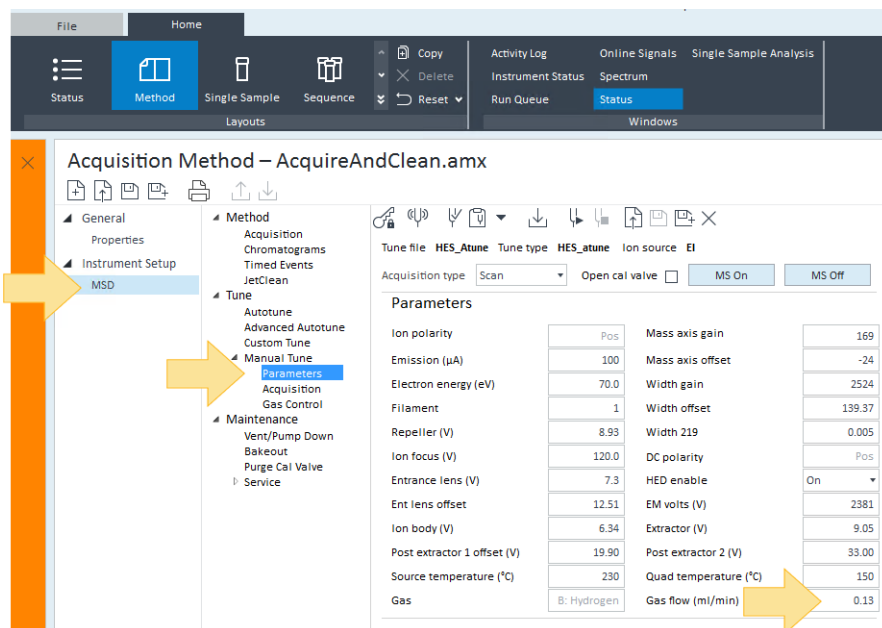 File Home
Status Method Single Sample Sequence
Copy
Delete
Reset
Layouts
Activity Log Online Signals Single Sample Analysis
Instrument Status Spectrum
Run Queue Status
Windows
Acquisition Method – AcquireAndClean.amx
General
Properties
Instrument Setup
MSD
Method
Acquisition
Chromatograms
Timed Events
JetClean
Tune
Autotune
Advanced Autotune
Custom Tune
Manual Tune
Parameters
Acquisition
Gas Control
Maintenance
Vent/Pump Down
Bakeout
Purge Cal Valve
Service
Tune file HES_Atune Tune type HES_atune Ion source EI
Acquisition type Scan Open cal valve MS On MS Off
Parameters
Ion polarity Pos Mass axis gain 169
Emission (µA) 100 Mass axis offset -24
Electron energy (eV) 70.0 Width gain 2524
Filament 1 Width offset 139.37
Repeller (V) 8.93 Width 219 0.005
Ion focus (V) 120.0 DC polarity Pos
Entrance lens (V) 7.3 HED enable On
Ent lens offset 12.51 EM volts (V) 2381
Ion body (V) 6.34 Extractor (V) 9.05
Post extractor 1 offset (V) 19.90 Post extractor 2 (V) 33.00
Source temperature (°C) 230 Quad temperature (°C) 150
Gas B: Hydrogen Gas flow (ml/min) 0.13